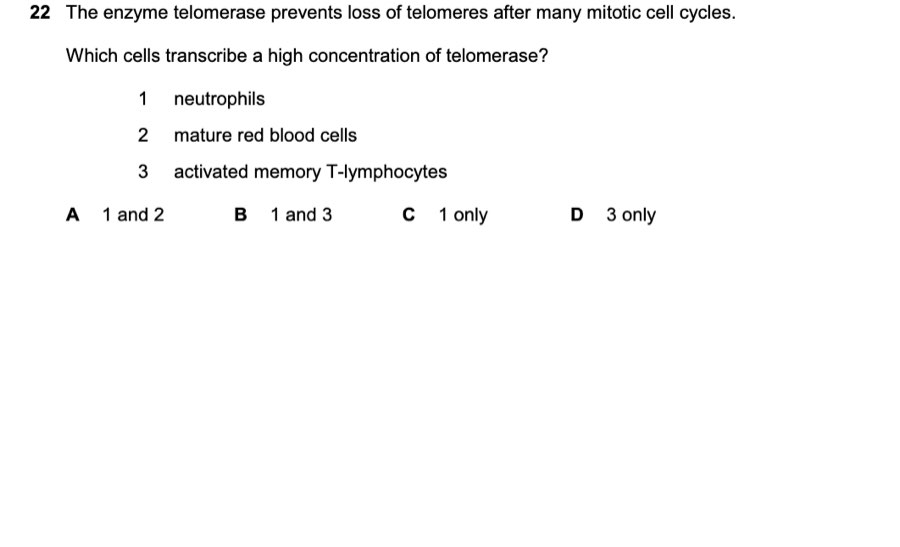 22 The enzyme telomerase prevents loss of telomeres after many mitotic cell cycles.
Which cells transcribe a high concentration of telomerase?
1 neutrophils
2 mature red blood cells
3 activated memory T-lymphocytes
A 1 and 2 B 1 and 3 C 1 only D 3 only